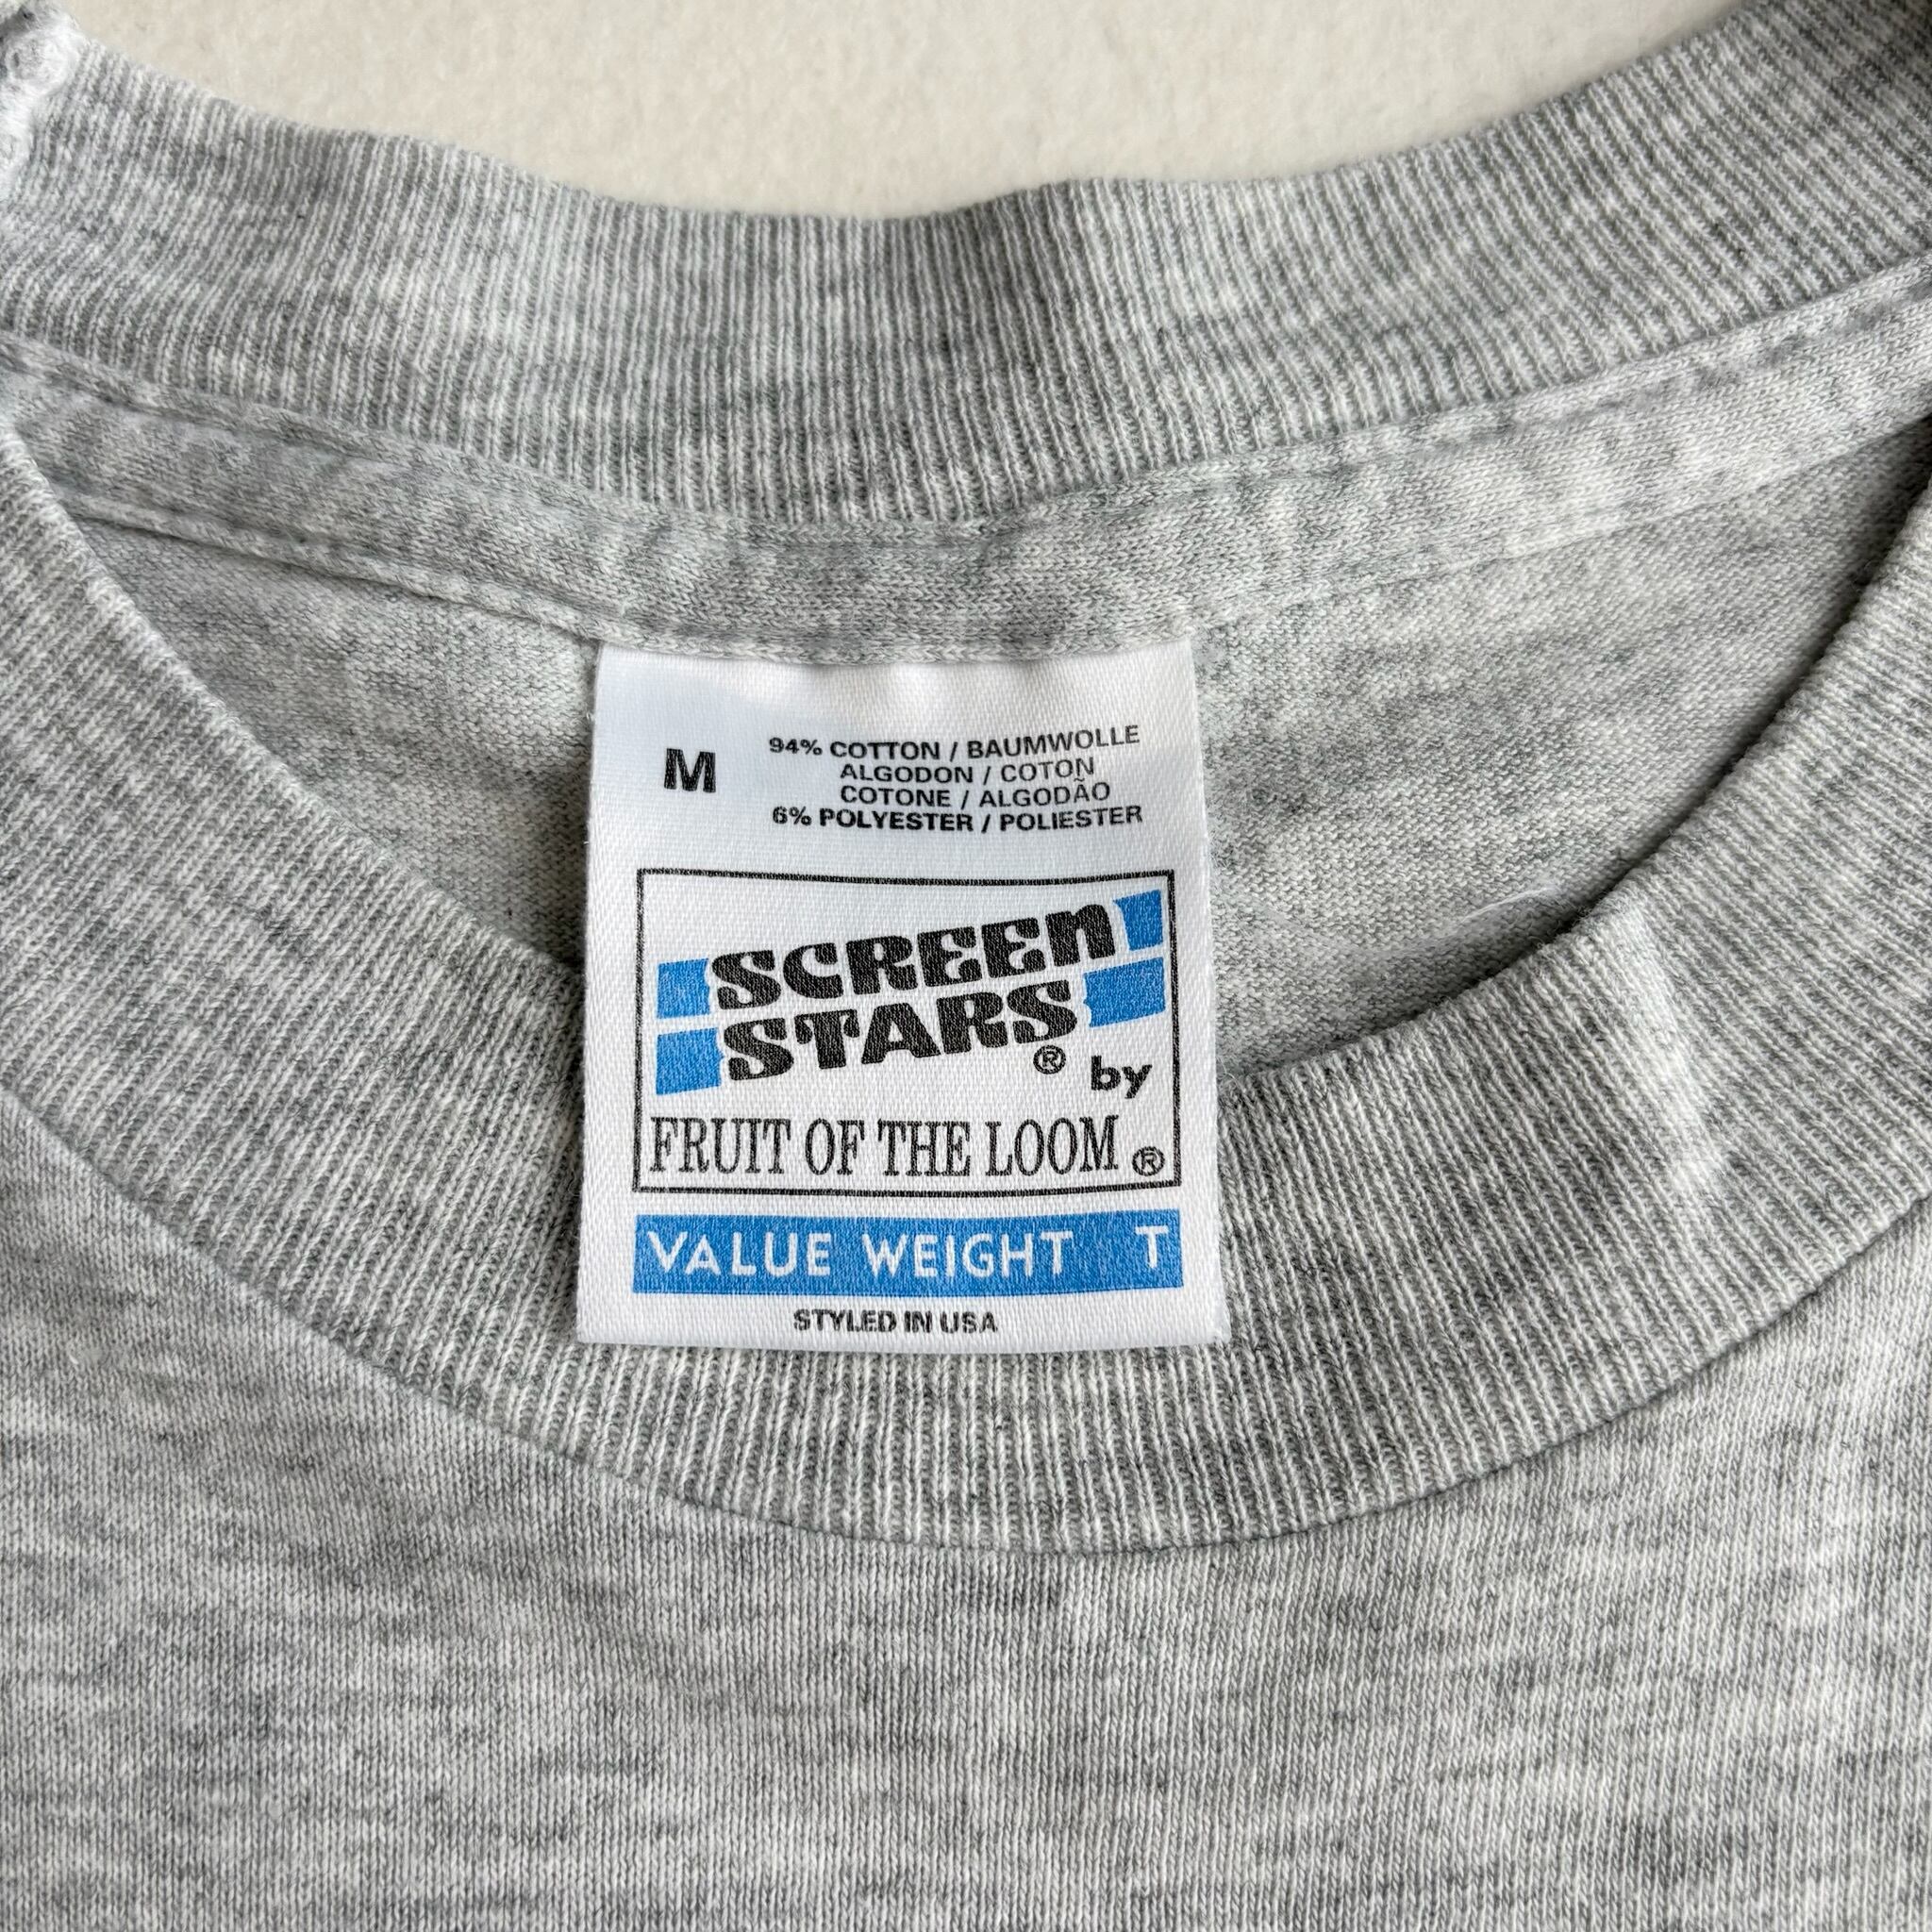 M
94% COTTON / BAUMWOLLE
ALGODON / COTON
COTONE / ALGODÃO
6% POLYESTER / POLIESTER
SCREEN
STARS® by
FRUIT OF THE LOOM®
VALUE WEIGHT T
STYLED IN USA